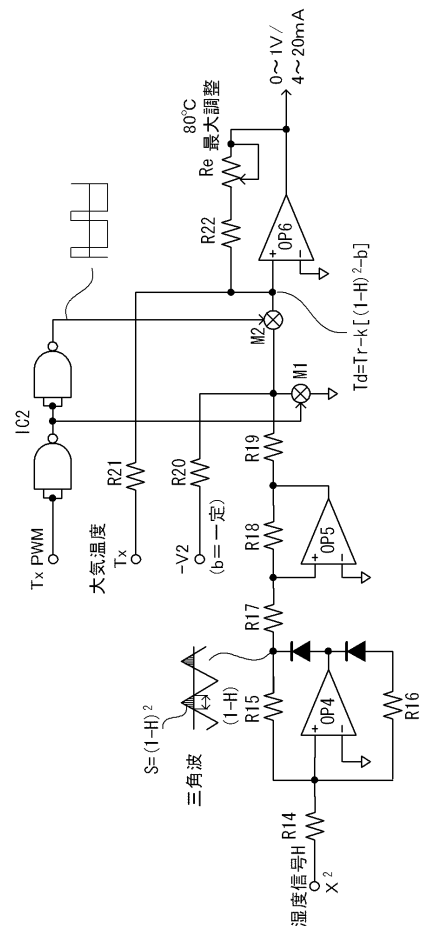 Tx PWM
IC2
大気温度
Tx
R21
-V2
(b=一定)
R20
80℃
最大調整
Re
R22
0~1V/
4~20mA
+
-
OP6
M2
M1
Td=Tr-k[(1-H)²-b]
S=(1-H)²
三角波
(1-H)
R15
R17
R18
R19
+
-
OP5
湿度信号H
X²
R14
+
-
OP4
R16